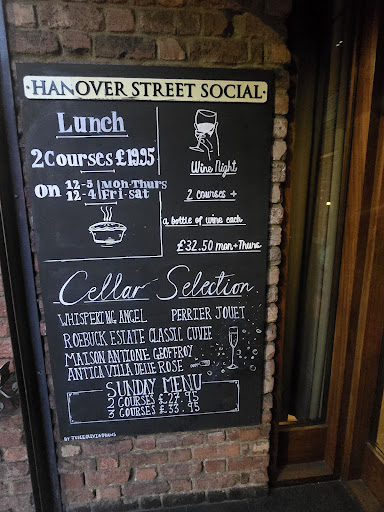 ·HANOVER STREET SOCIAL·
Lunch
2 Courses £19.95
on 12-5 | Mon-Thurs
12-4 | Fri-Sat
Wine Night
2 courses +
a bottle of wine each
£32.50 mon-Thurs
Cellar Selection
WHISPERING ANGEL PERRIER JOUET
ROEBUCK ESTATE CLASSIC CUVEE
MAISON ANTIONE GEOFFROY
ANTICA VILLA DELLE ROSE
SUNDAY MENU
2 COURSES £27.95
3 COURSES £33.95
BY